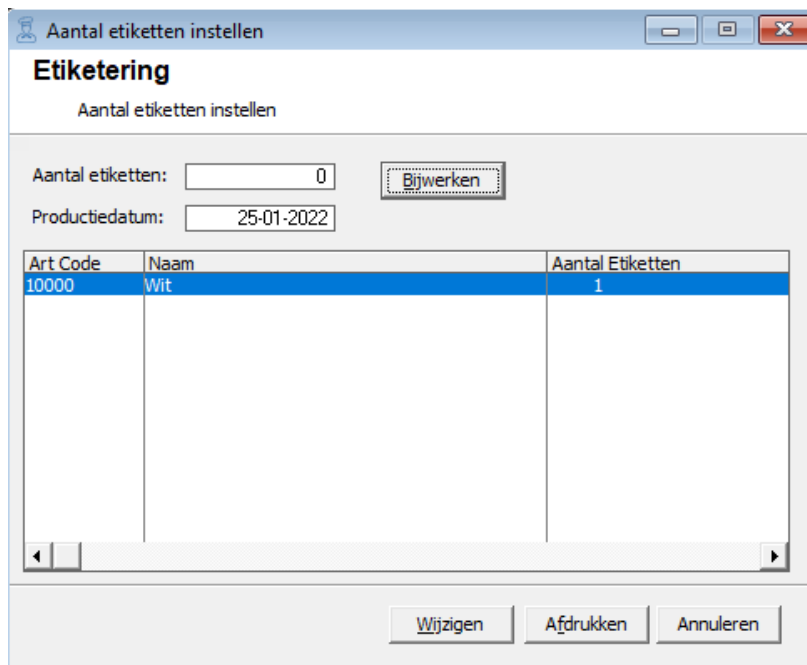 Aantal etiketten instellen
Etiketering
Aantal etiketten instellen
Aantal etiketten: 0 Bijwerken
Productiedatum: 25-01-2022
Art Code Naam Aantal Etiketten
10000 Wit 1
Wijzigen Afdrukken Annuleren